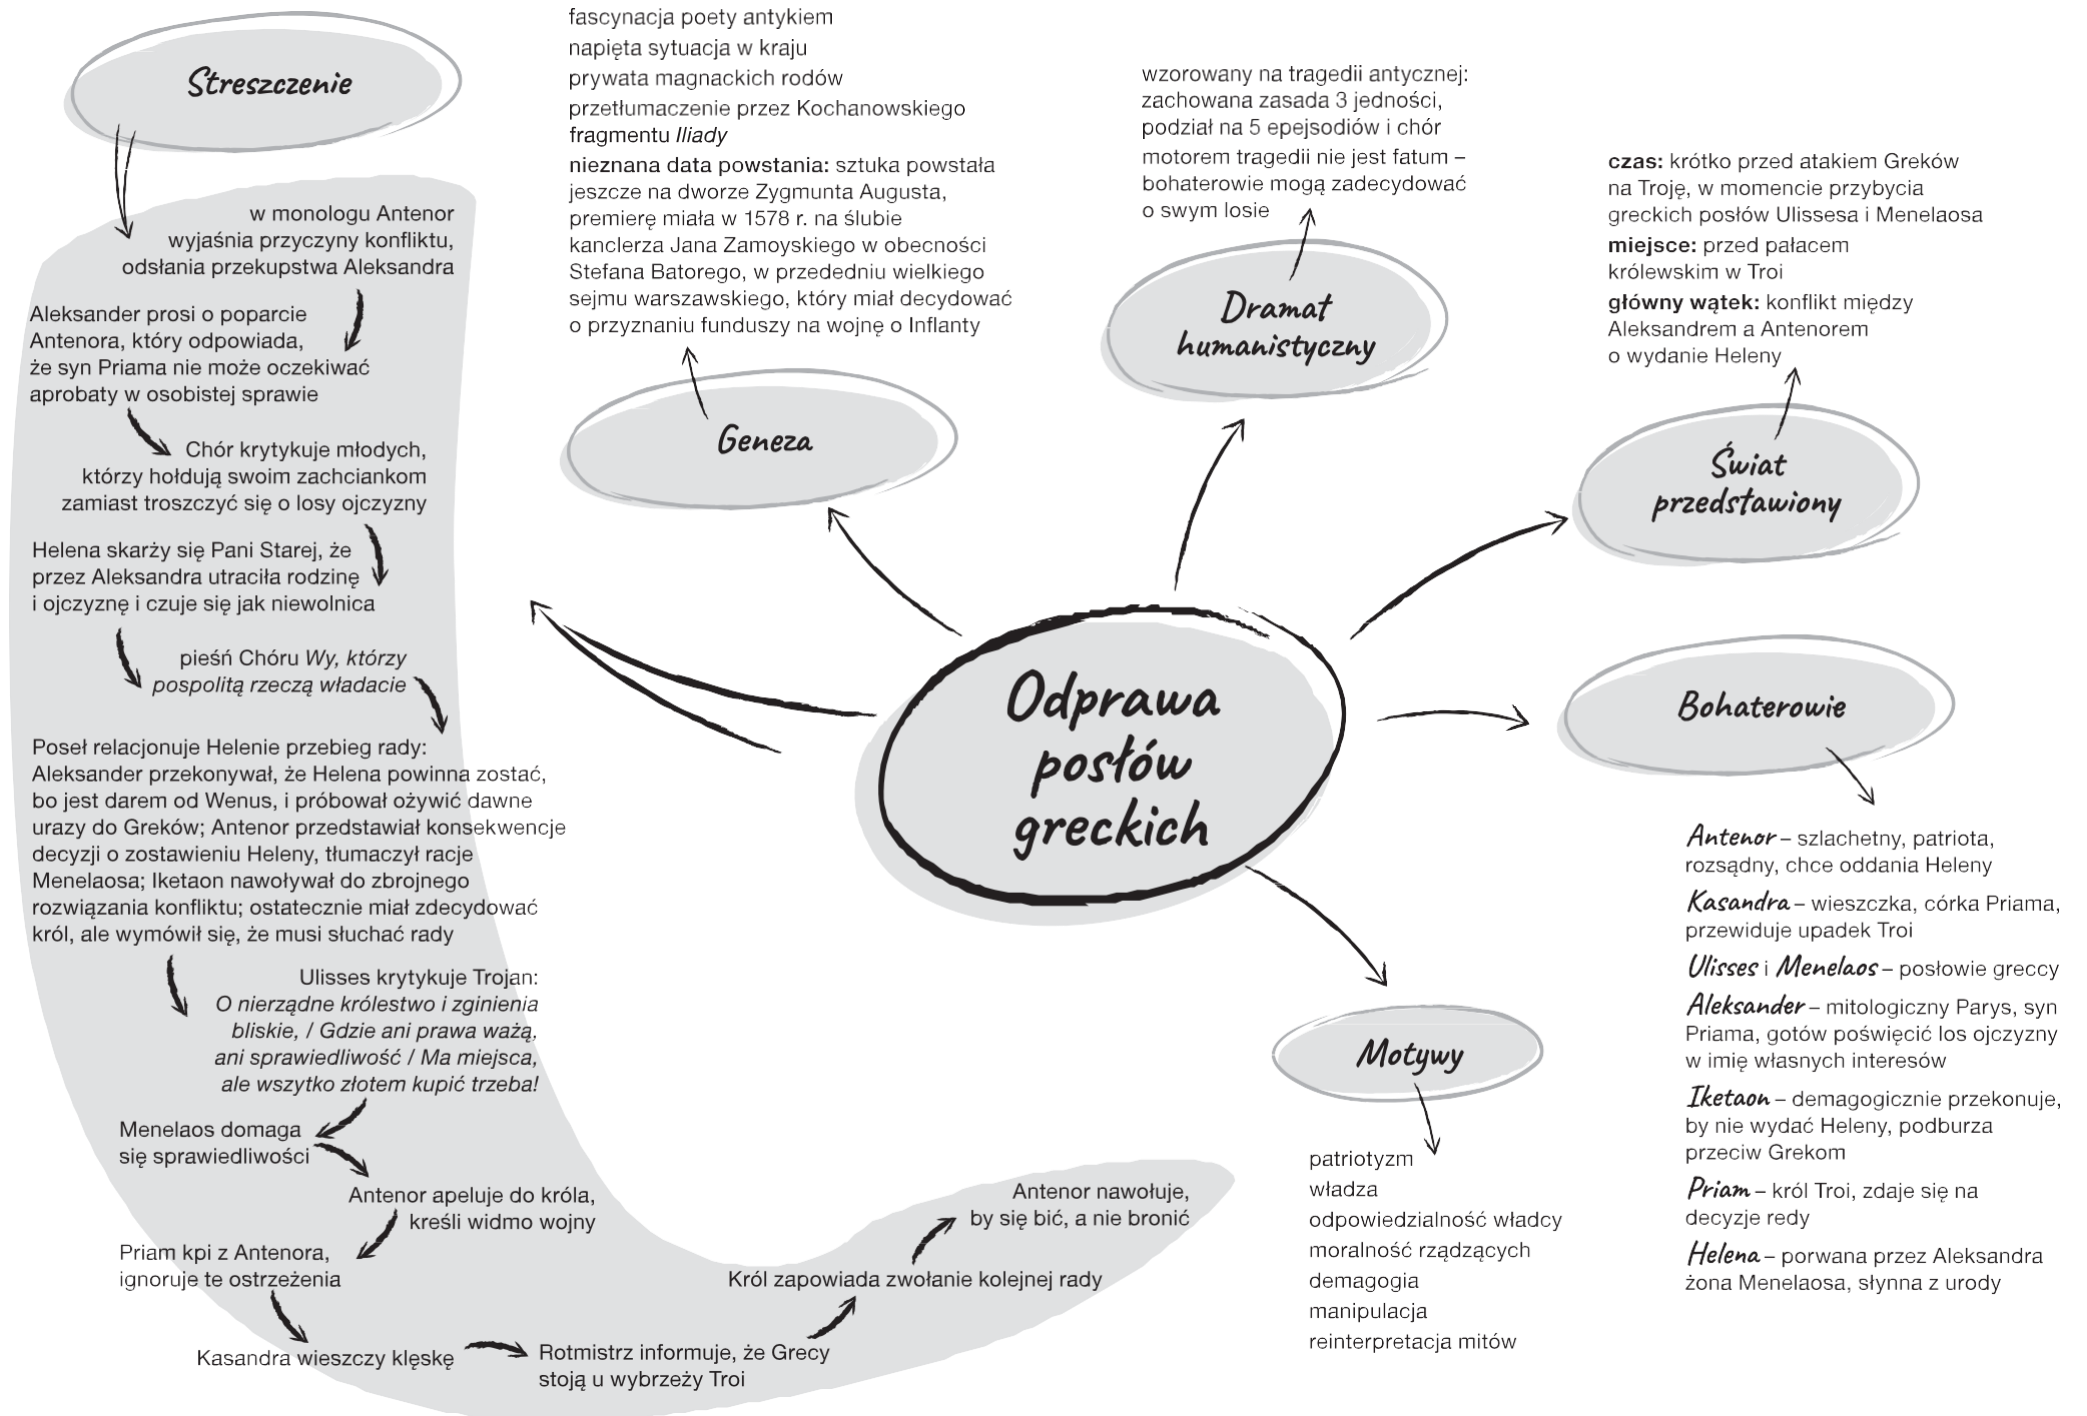 Streszczenie
w monologu Antenor
wyjaśnia przyczyny konfliktu,
odsłania przekupstwa Aleksandra
Aleksander prosi o poparcie
Antenora, który odpowiada,
że syn Priama nie może oczekiwać
aprobaty w osobistej sprawie
Chór krytykuje młodych,
którzy hołdują swoim zachciankom
zamiast troszczyć się o losy ojczyzny
Helena skarży się Pani Starej, że
przez Aleksandra utraciła rodzinę
i ojczyznę i czuje się jak niewolnica
pieśń Chóru Wy, którzy
pospolitą rzeczą władacie
Poseł relacjonuje Helenie przebieg rady:
Aleksander przekonywał, że Helena powinna zostać,
bo jest darem od Wenus, i próbował ożywić dawne
urazy do Greków; Antenor przedstawiał konsekwencje
decyzji o zostawieniu Heleny, tłumaczył racje
Menelaosa; Iketaon nawoływał do zbrojnego
rozwiązania konfliktu; ostatecznie miał zdecydować
król, ale wymówił się, że musi słuchać rady
Ulisses krytykuje Trojan:
O nierządne królestwo i zginienia
bliskie, / Gdzie ani prawa ważą,
ani sprawiedliwość / Ma miejsca,
ale wszytko złotem kupić trzeba!
Menelaos domaga
się sprawiedliwości
Antenor apeluje do króla,
kreśli widmo wojny
Priam kpi z Antenora,
ignoruje te ostrzeżenia
Kasandra wieszczy klęskę
Rotmistrz informuje, że Grecy
stoją u wybrzeży Troi
Król zapowiada zwołanie kolejnej rady
Antenor nawołuje,
by się bić, a nie bronić
fascynacja poety antykiem
napięta sytuacja w kraju
prywata magnackich rodów
przetłumaczenie przez Kochanowskiego
fragmentu Iliady
nieznana data powstania: sztuka powstała
jeszcze na dworze Zygmunta Augusta,
premierę miała w 1578 r. na ślubie
kanclerza Jana Zamoyskiego w obecności
Stefana Batorego, w przededniu wielkiego
sejmu warszawskiego, który miał decydować
o przyznaniu funduszy na wojnę o Inflanty
Geneza
wzorowany na tragedii antycznej:
zachowana zasada 3 jedności,
podział na 5 epejsodiów i chór
motorem tragedii nie jest fatum –
bohaterowie mogą zadecydować
o swym losie
Dramat
humanistyczny
czas: krótko przed atakiem Greków
na Troję, w momencie przybycia
greckich posłów Ulissesa i Menelaosa
miejsce: przed pałacem
królewskim w Troi
główny wątek: konflikt między
Aleksandrem a Antenorem
o wydanie Heleny
Świat
przedstawiony
Odprawa
posłów
greckich
Bohaterowie
Antenor – szlachetny, patriota,
rozsądny, chce oddania Heleny
Kasandra – wieszczka, córka Priama,
przewiduje upadek Troi
Ulisses i Menelaos – posłowie greccy
Aleksander – mitologiczny Parys, syn
Priama, gotów poświęcić los ojczyzny
w imię własnych interesów
Iketaon – demagogicznie przekonuje,
by nie wydać Heleny, podburza
przeciw Grekom
Priam – król Troi, zdaje się na
decyzje redy
Helena – porwana przez Aleksandra
żona Menelaosa, słynna z urody
Motywy
patriotyzm
władza
odpowiedzialność władcy
moralność rządzących
demagogia
manipulacja
reinterpretacja mitów